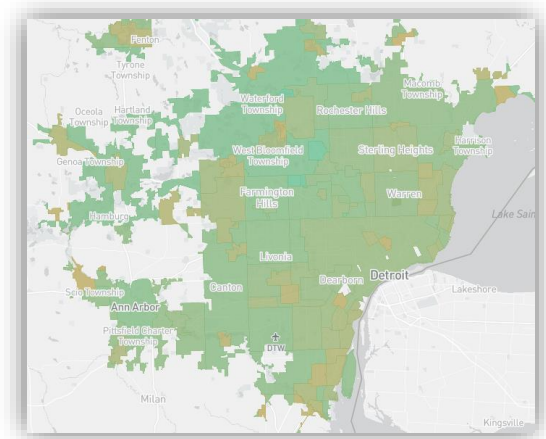 Fenton
Tyrone
Township
Oceola
Township
Hartland
Township
Genoa Township
Hamburg
Waterford
Township
Rochester Hills
Macomb
Township
West Bloomfield
Township
Sterling Heights
Harrison
Township
Farmington
Hills
Warren
Lake Sain
Livonia
Dearborn
Detroit
Canton
Lakeshore
Scio Township
Ann Arbor
Pittsfield Charter
Township
DTW
Milan
Kingsville